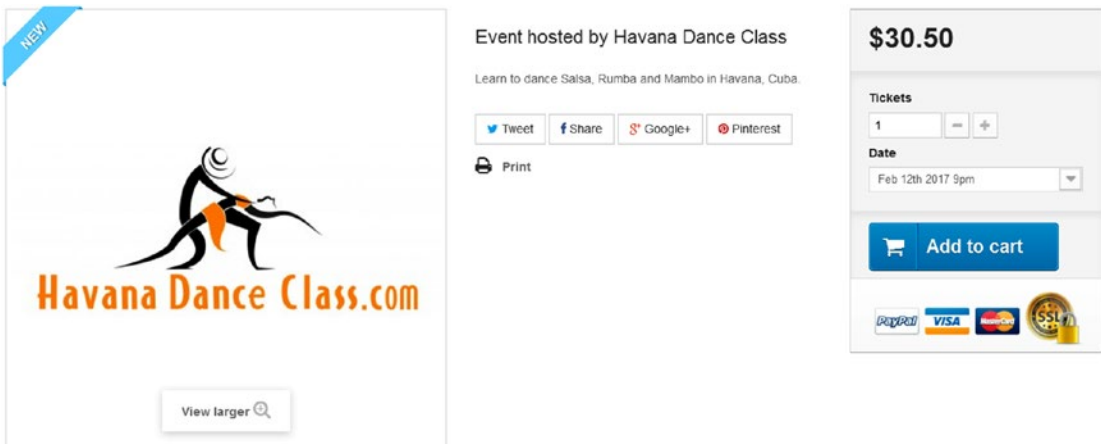 NEW
Havana Dance Class.com
View larger
Event hosted by Havana Dance Class
Learn to dance Salsa, Rumba and Mambo in Havana, Cuba.
Tweet
f Share
g+ Google+
Pinterest
Print
$30.50
Tickets
1
Date
Feb 12th 2017 9pm
Add to cart
PayPal VISA MasterCard SSL